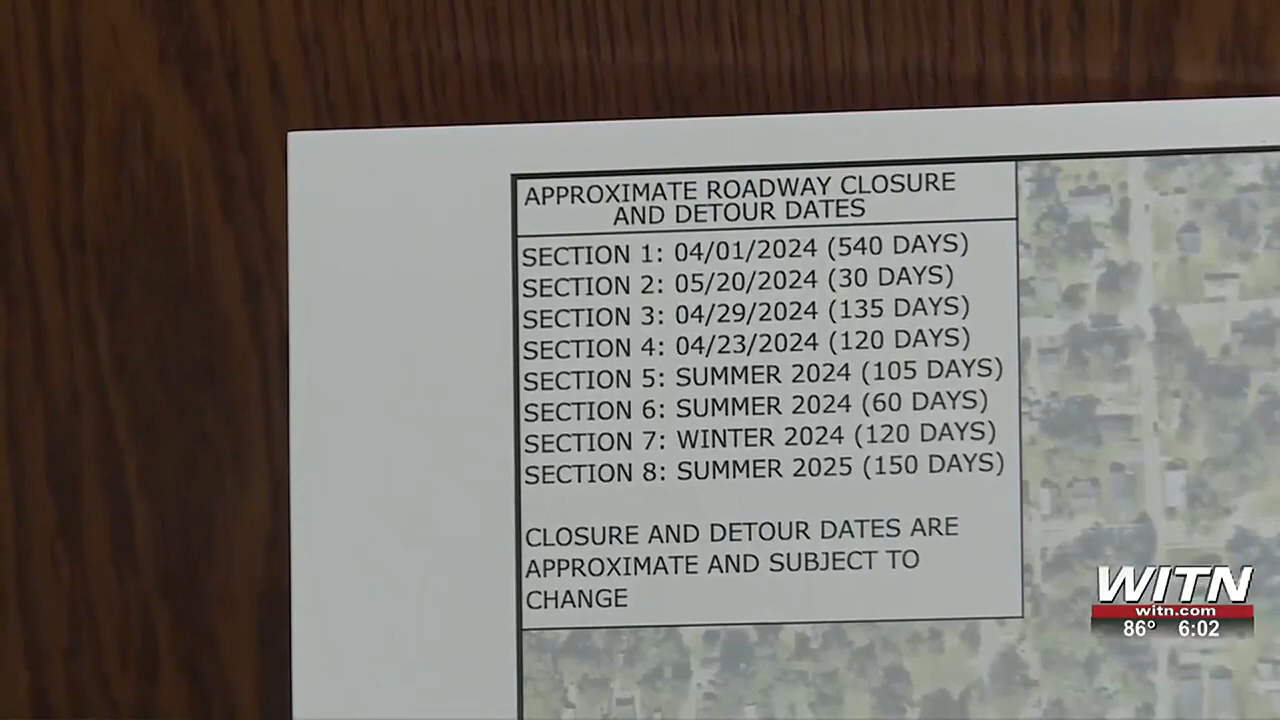 APPROXIMATE ROADWAY CLOSURE
AND DETOUR DATES
SECTION 1: 04/01/2024 (540 DAYS)
SECTION 2: 05/20/2024 (30 DAYS)
SECTION 3: 04/29/2024 (135 DAYS)
SECTION 4: 04/23/2024 (120 DAYS)
SECTION 5: SUMMER 2024 (105 DAYS)
SECTION 6: SUMMER 2024 (60 DAYS)
SECTION 7: WINTER 2024 (120 DAYS)
SECTION 8: SUMMER 2025 (150 DAYS)
CLOSURE AND DETOUR DATES ARE
APPROXIMATE AND SUBJECT TO
CHANGE
WITN
witn.com
86° 6:02